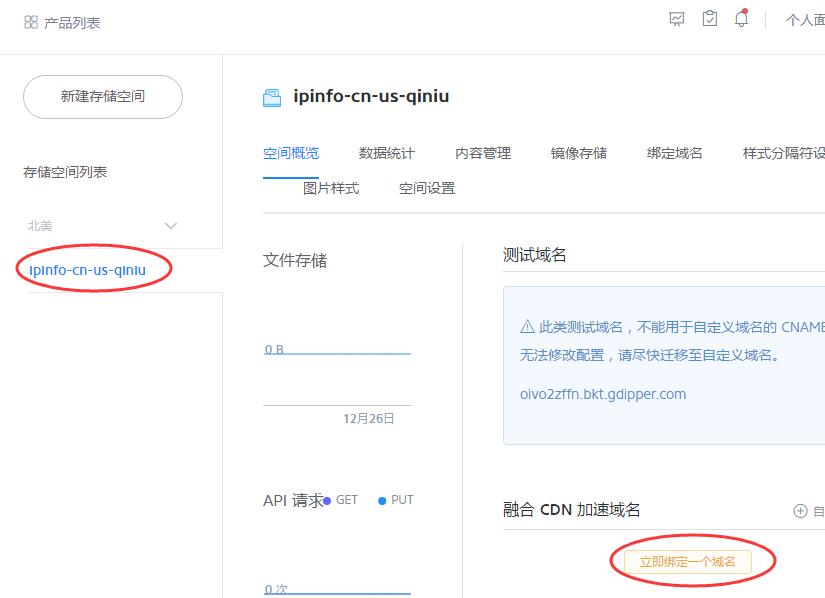 产品列表
个人面
新建存储空间
存储空间列表
北美
ipinfo-cn-us-qiniu
ipinfo-cn-us-qiniu
空间概览 数据统计 内容管理 镜像存储 绑定域名 样式分隔符设
图片样式 空间设置
文件存储
0 B
12月26日
API 请求 GET PUT
0 次
测试域名
此类测试域名，不能用于自定义域名的 CNAME
无法修改配置，请尽快迁移至自定义域名。
oivo2zffn.bkt.gdipper.com
融合 CDN 加速域名
自
立即绑定一个域名